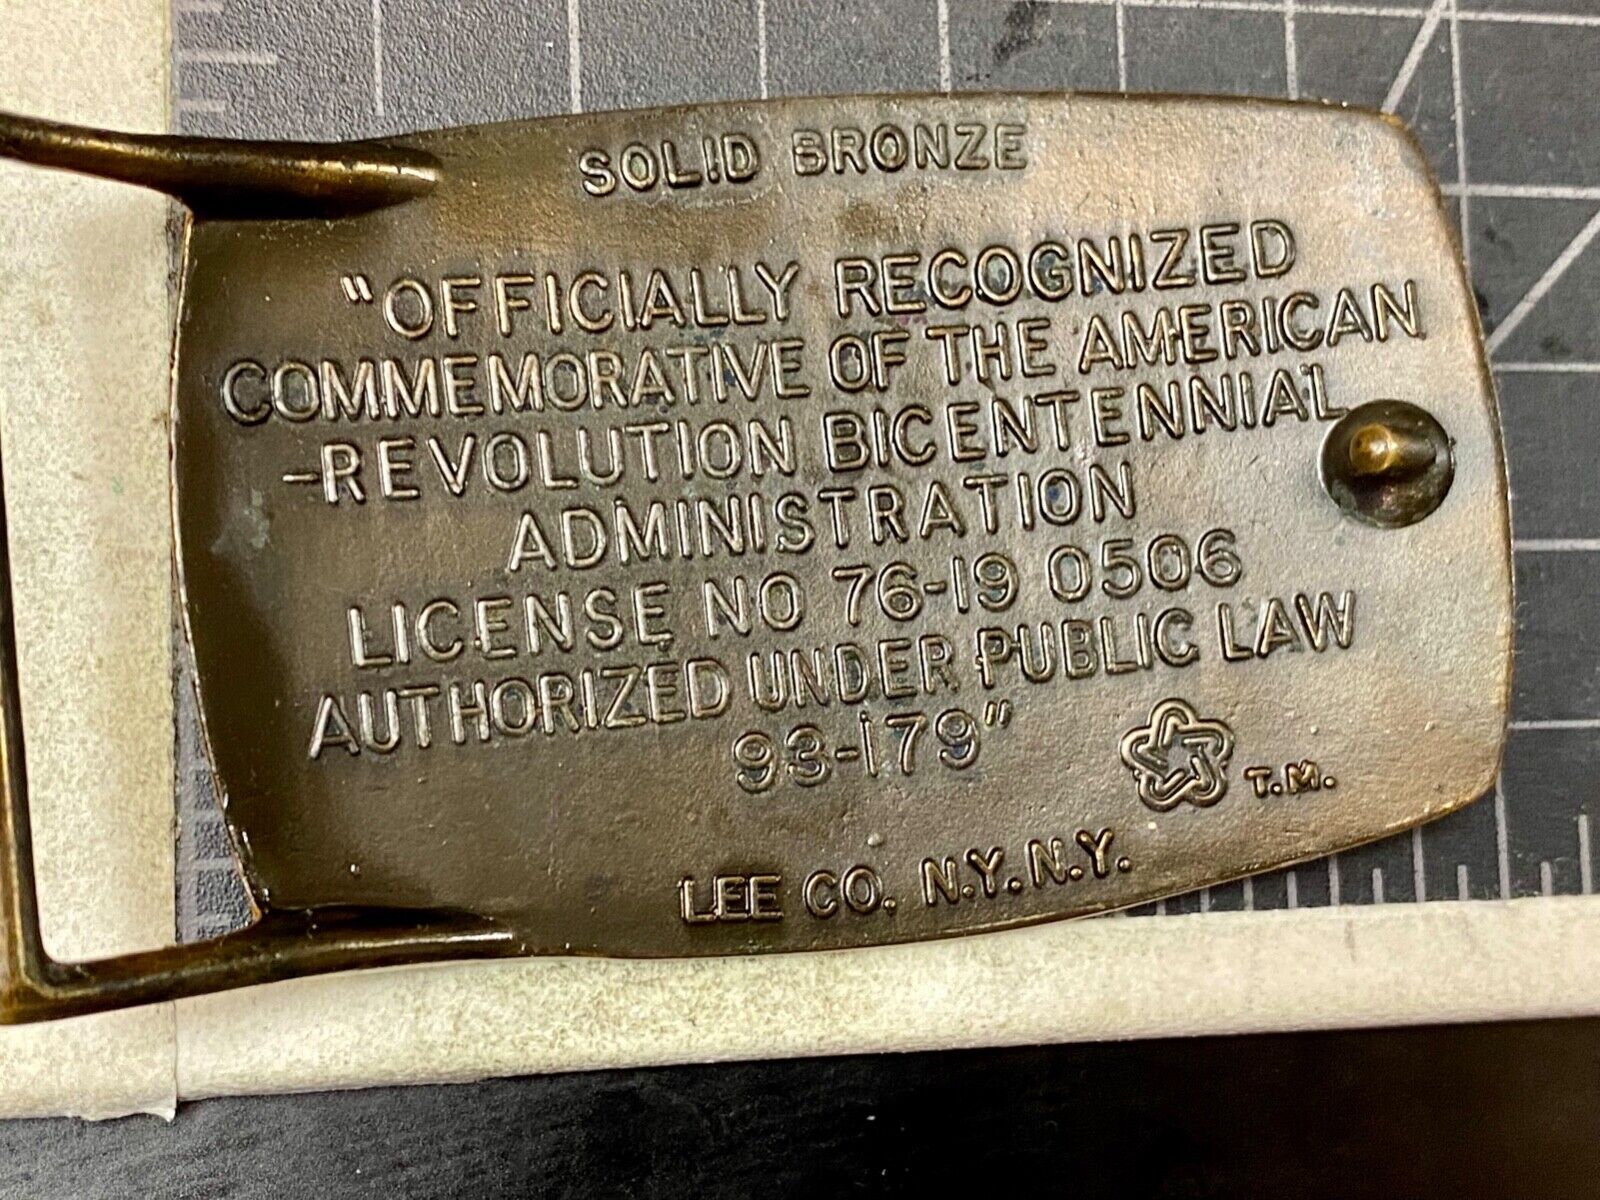 SOLID BRONZE
"OFFICIALLY RECOGNIZED
COMMEMORATIVE OF THE AMERICAN
-REVOLUTION BICENTENNIAL
ADMINISTRATION
LICENSE NO 76-19 0506
AUTHORIZED UNDER PUBLIC LAW
93-179"
T.M.
LEE CO. N.Y.N.Y.